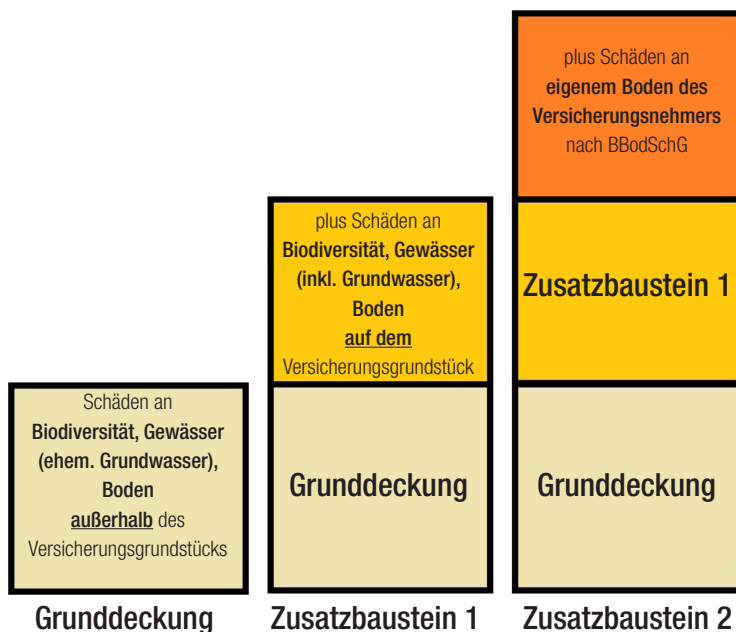 Schäden an
Biodiversität, Gewässer
(ehem. Grundwasser),
Boden
außerhalb des
Versicherungsgrundstücks
Grunddeckung
plus Schäden an
Biodiversität, Gewässer
(inkl. Grundwasser),
Boden
auf dem
Versicherungsgrundstück
Grunddeckung
Zusatzbaustein 1
plus Schäden an
eigenem Boden des
Versicherungsnehmers
nach BBodSchG
Zusatzbaustein 1
Grunddeckung
Zusatzbaustein 2